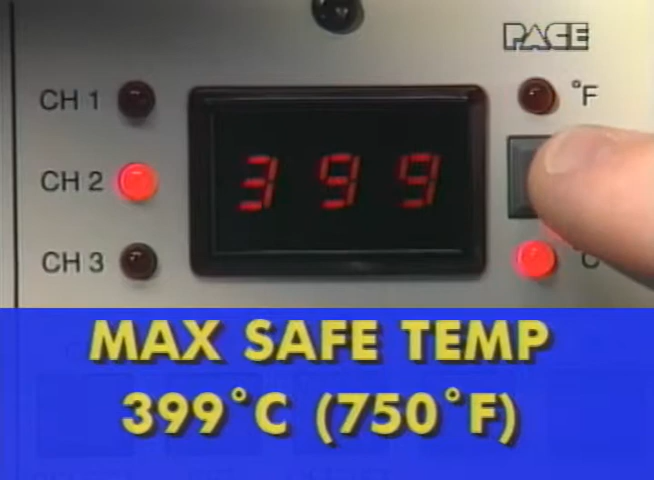 PACE
CH 1
°F
CH 2
399
CH 3
°C
MAX SAFE TEMP
399°C (750°F)